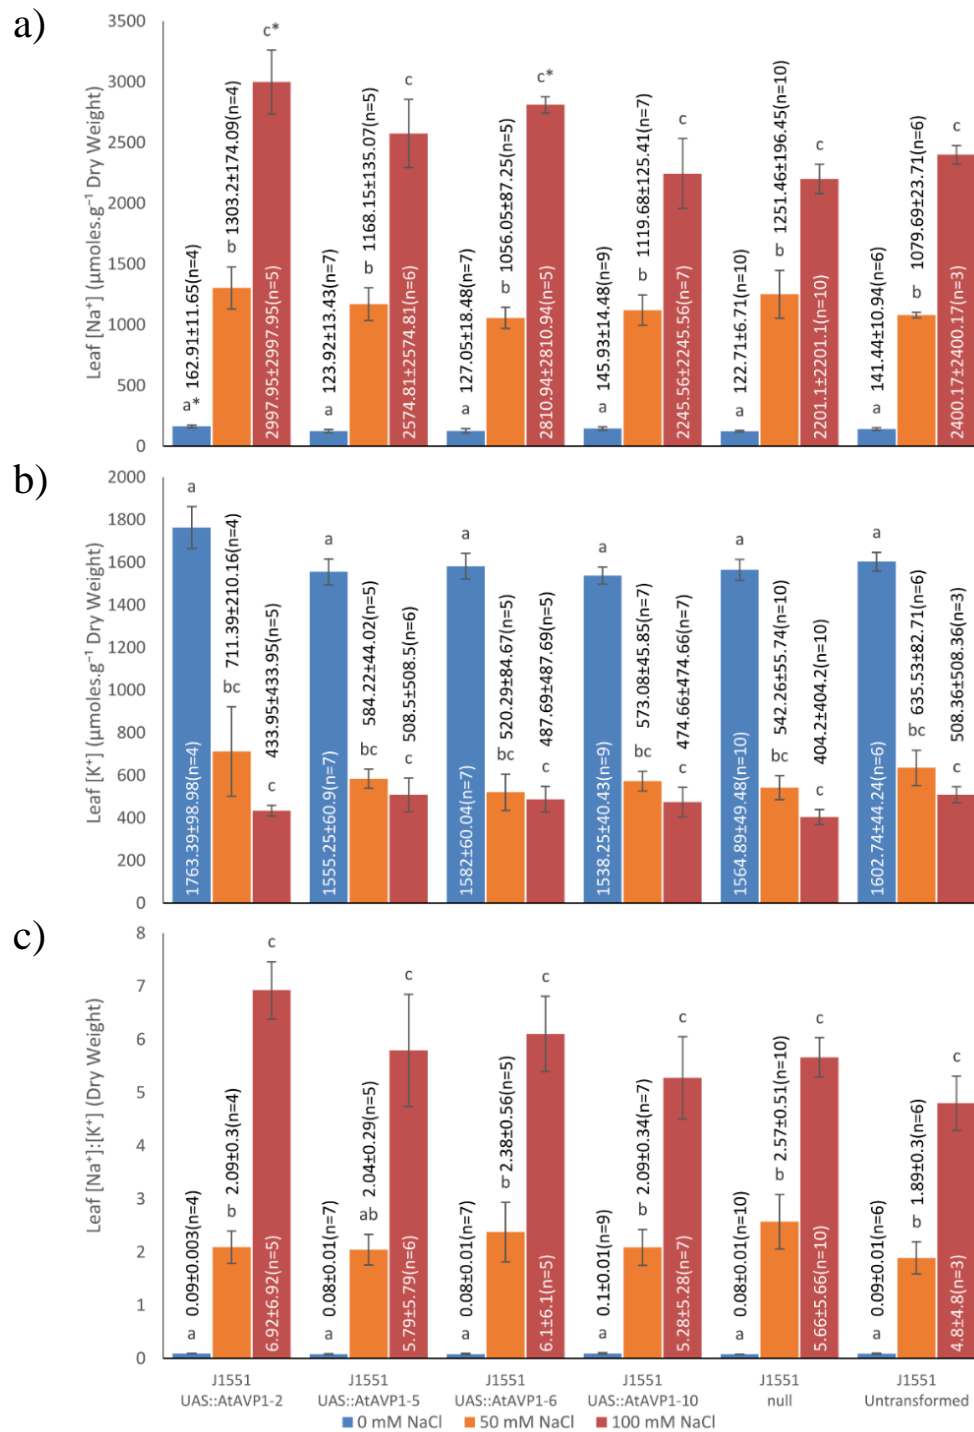 a)
Leaf [Na⁺] (µmoles.g⁻¹ Dry Weight)
3500
3000
2500
2000
1500
1000
500
0
a*
162.91±11.65(n=4)
b
1303.2±174.09(n=4)
c*
2997.95±2997.95(n=5)
a
123.92±13.43(n=7)
b
1168.15±135.07(n=5)
c
2574.81±2574.81(n=6)
a
127.05±18.48(n=7)
b
1056.05±87.25(n=5)
c*
2810.94±2810.94(n=5)
a
145.93±14.48(n=9)
b
1119.68±125.41(n=7)
c
2245.56±2245.56(n=7)
a
122.71±6.71(n=10)
b
1251.46±196.45(n=10)
c
2201.1±2201.1(n=10)
a
141.44±10.94(n=6)
b
1079.69±23.71(n=6)
c
2400.17±2400.17(n=3)
b)
Leaf [K⁺] (µmoles.g⁻¹ Dry Weight)
2000
1800
1600
1400
1200
1000
800
600
400
200
0
a
1763.39±98.98(n=4)
bc
711.39±210.16(n=4)
433.95±433.95(n=5)
c
a
1555.25±60.9(n=7)
bc
584.22±44.02(n=5)
508.5±508.5(n=6)
c
a
1582±60.04(n=7)
bc
520.29±84.67(n=5)
487.69±487.69(n=5)
c
a
1538.25±40.43(n=9)
bc
573.08±45.85(n=7)
474.66±474.66(n=7)
c
a
1564.89±49.48(n=10)
bc
542.26±55.74(n=10)
404.2±404.2(n=10)
c
a
1602.74±44.24(n=6)
bc
635.53±82.71(n=6)
508.36±508.36(n=3)
c
c)
Leaf [Na⁺]:[K⁺] (Dry Weight)
8
7
6
5
4
3
2
1
0
a
0.09±0.003(n=4)
b
2.09±0.3(n=4)
c
6.92±6.92(n=5)
a
0.08±0.01(n=7)
ab
2.04±0.29(n=5)
c
5.79±5.79(n=6)
a
0.08±0.01(n=7)
b
2.38±0.56(n=5)
c
6.1±6.1(n=5)
a
0.1±0.01(n=9)
b
2.09±0.34(n=7)
c
5.28±5.28(n=7)
a
0.08±0.01(n=10)
b
2.57±0.51(n=10)
c
5.66±5.66(n=10)
a
0.09±0.01(n=6)
b
1.89±0.3(n=6)
c
4.8±4.8(n=3)
J1551
UAS::AtAVP1-2
J1551
UAS::AtAVP1-5
J1551
UAS::AtAVP1-6
J1551
UAS::AtAVP1-10
J1551
null
J1551
Untransformed
0 mM NaCl
50 mM NaCl
100 mM NaCl